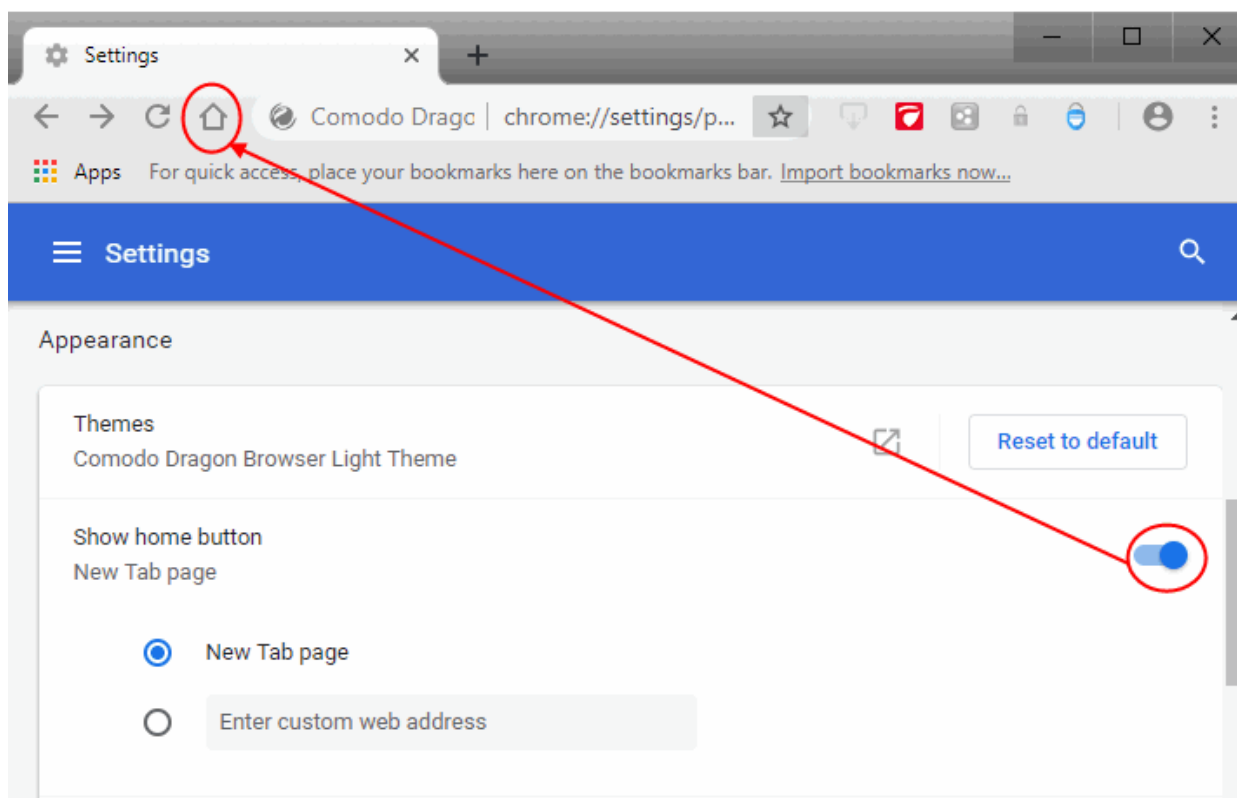 Settings
Comodo Drago | chrome://settings/p...
Apps For quick access, place your bookmarks here on the bookmarks bar. Import bookmarks now...
Settings
Appearance
Themes
Comodo Dragon Browser Light Theme
Reset to default
Show home button
New Tab page
New Tab page
Enter custom web address